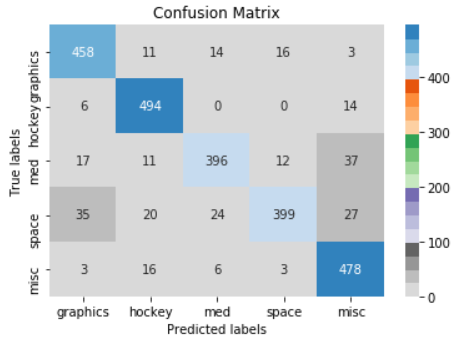 Confusion Matrix
True labels
graphics 458 11 14 16 3
hockey 6 494 0 0 14
med 17 11 396 12 37
space 35 20 24 399 27
misc 3 16 6 3 478
graphics hockey med space misc
Predicted labels
400
300
200
100
0